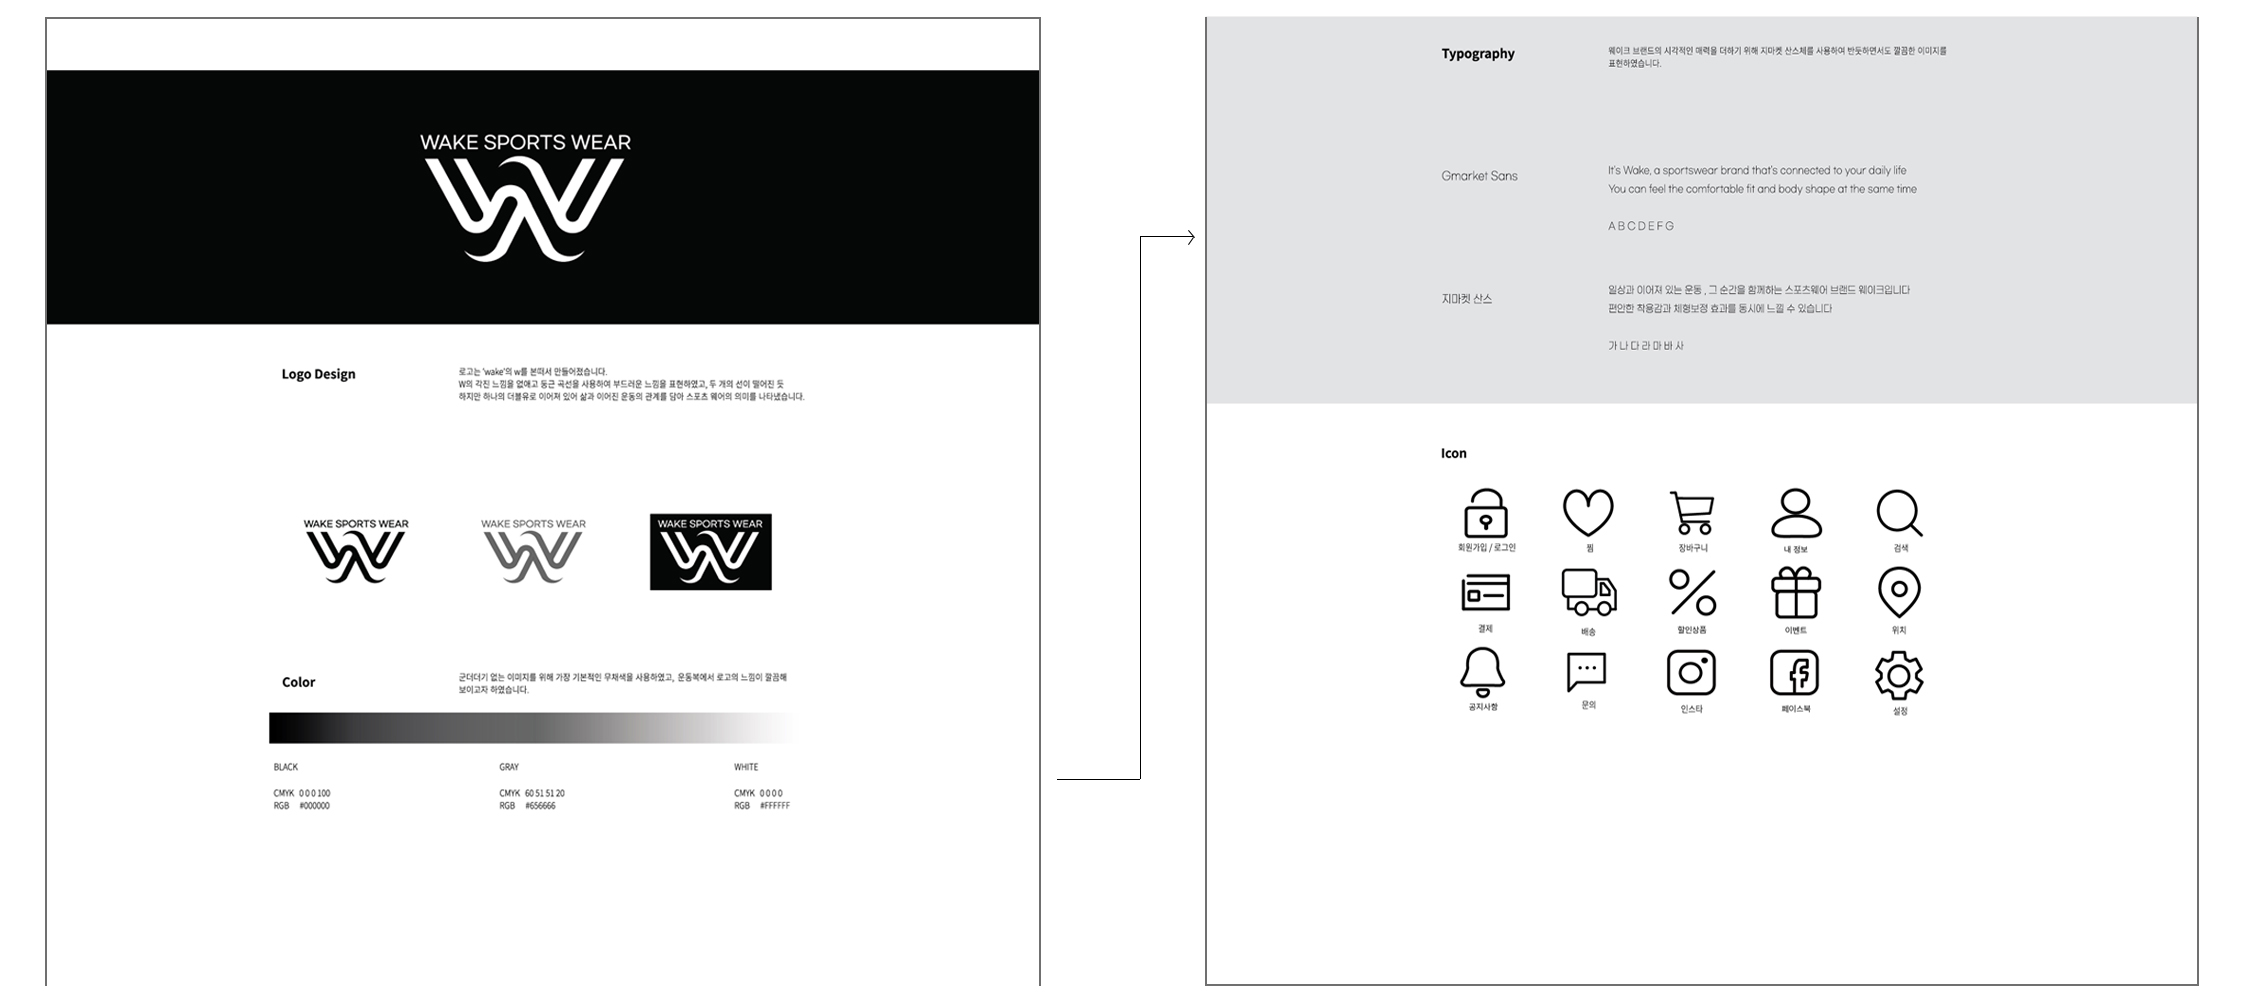 WAKE SPORTS WEAR
Logo Design
로고는 'wake'의 w를 본떠서 만들어졌습니다.
W의 각진 느낌을 없애고 둥근 곡선을 사용하여 부드러운 느낌을 표현하였고, 두 개의 선이 떨어진 듯
하지만 하나의 더블유로 이어져 있어 삶과 이어진 운동의 관계를 담아 스포츠 웨어의 의미를 나타냈습니다.
WAKE SPORTS WEAR
WAKE SPORTS WEAR
WAKE SPORTS WEAR
Color
군더더기 없는 이미지를 위해 가장 기본적인 무채색을 사용하였고, 운동복에서 로고의 느낌이 깔끔해
보이고자 하였습니다.
BLACK
CMYK 0 0 0 100
RGB #000000
GRAY
CMYK 60 51 51 20
RGB #656666
WHITE
CMYK 0 0 0 0
RGB #FFFFFF
Typography
웨이크 브랜드의 시각적인 매력을 더하기 위해 지마켓 산스체를 사용하여 반듯하면서도 깔끔한 이미지를
표현하였습니다.
Gmarket Sans
It's Wake, a sportswear brand that's connected to your daily life
You can feel the comfortable fit and body shape at the same time
A B C D E F G
지마켓 산스
일상과 이어져 있는 운동 , 그 순간을 함께하는 스포츠웨어 브랜드 웨이크입니다
편안한 착용감과 체형보정 효과를 동시에 느낄 수 있습니다
가 나 다 라 마 바 사
Icon
회원가입 / 로그인
찜
장바구니
내 정보
검색
결제
배송
할인상품
이벤트
위치
공지사항
문의
인스타
페이스북
설정